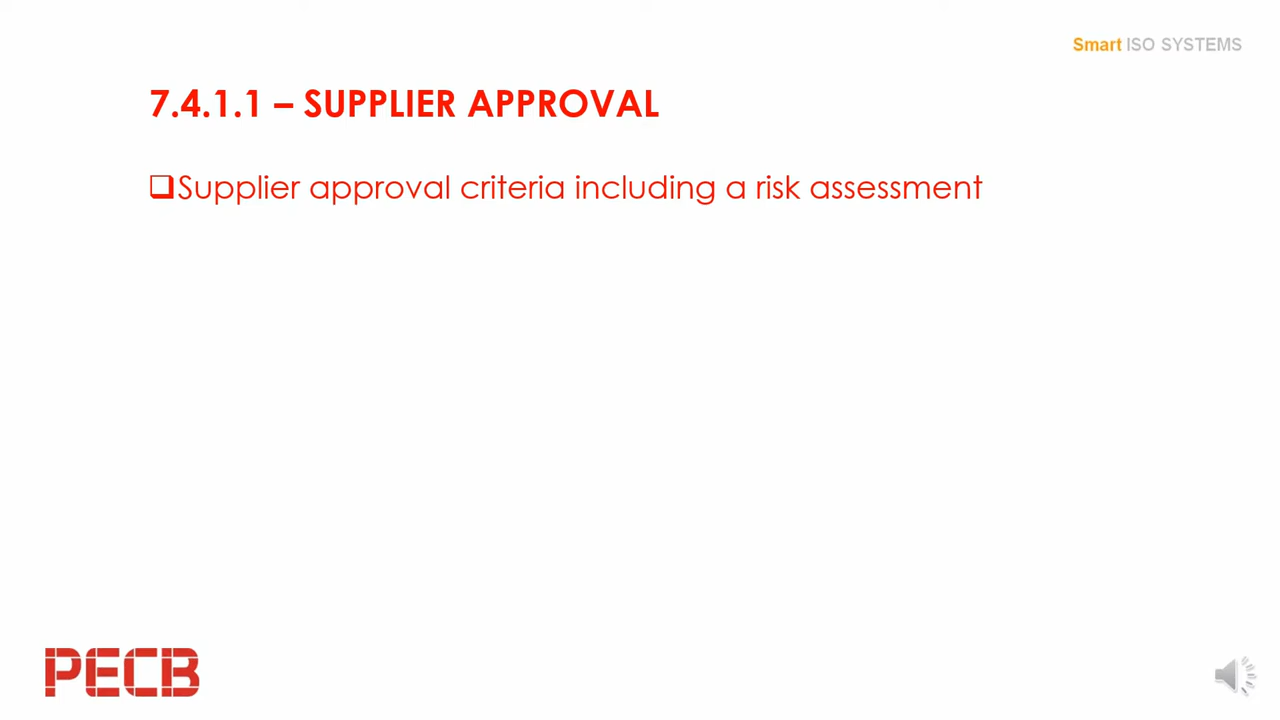 Smart ISO SYSTEMS
7.4.1.1 – SUPPLIER APPROVAL
❑Supplier approval criteria including a risk assessment
PECB